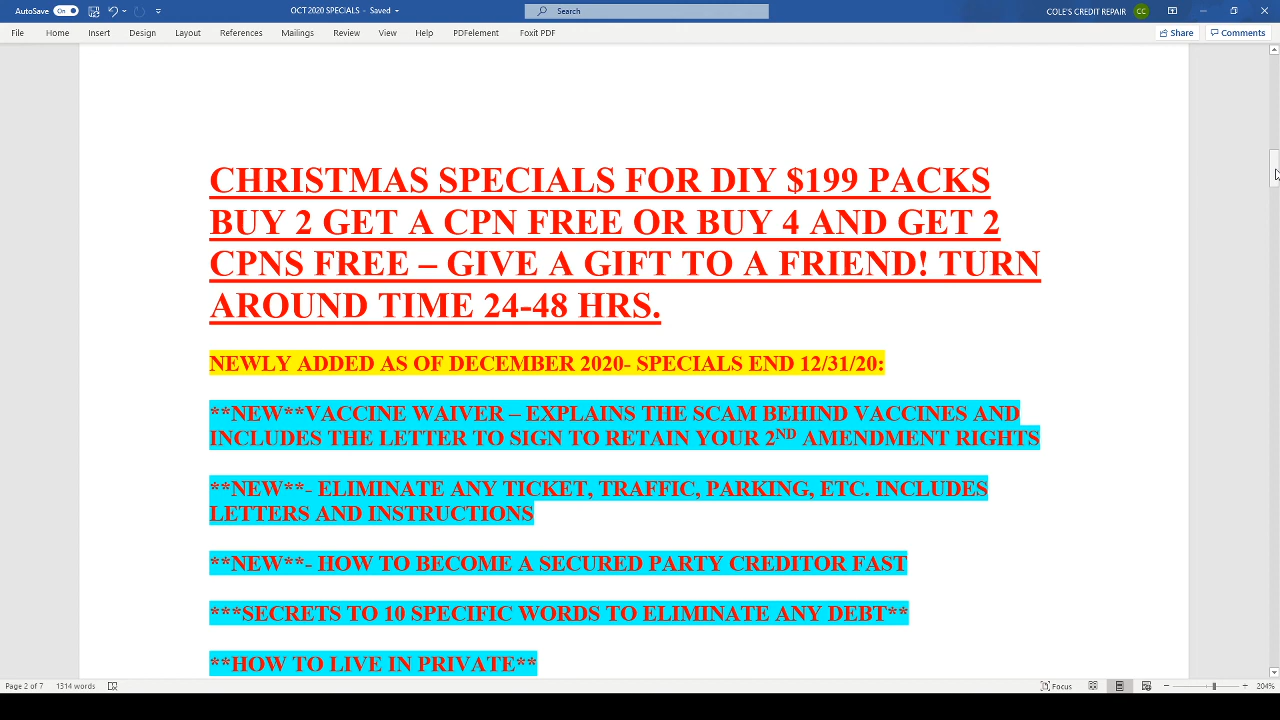 AutoSave On OCT 2020 SPECIALS - Saved Search COLE'S CREDIT REPAIR CC
File Home Insert Design Layout References Mailings Review View Help PDFelement Foxit PDF Share Comments
CHRISTMAS SPECIALS FOR DIY $199 PACKS
BUY 2 GET A CPN FREE OR BUY 4 AND GET 2
CPNS FREE – GIVE A GIFT TO A FRIEND! TURN
AROUND TIME 24-48 HRS.
NEWLY ADDED AS OF DECEMBER 2020- SPECIALS END 12/31/20:
**NEW**VACCINE WAIVER – EXPLAINS THE SCAM BEHIND VACCINES AND
INCLUDES THE LETTER TO SIGN TO RETAIN YOUR 2ND AMENDMENT RIGHTS
**NEW**- ELIMINATE ANY TICKET, TRAFFIC, PARKING, ETC. INCLUDES
LETTERS AND INSTRUCTIONS
**NEW**- HOW TO BECOME A SECURED PARTY CREDITOR FAST
***SECRETS TO 10 SPECIFIC WORDS TO ELIMINATE ANY DEBT**
**HOW TO LIVE IN PRIVATE**
Page 2 of 7 1314 words Focus 204%